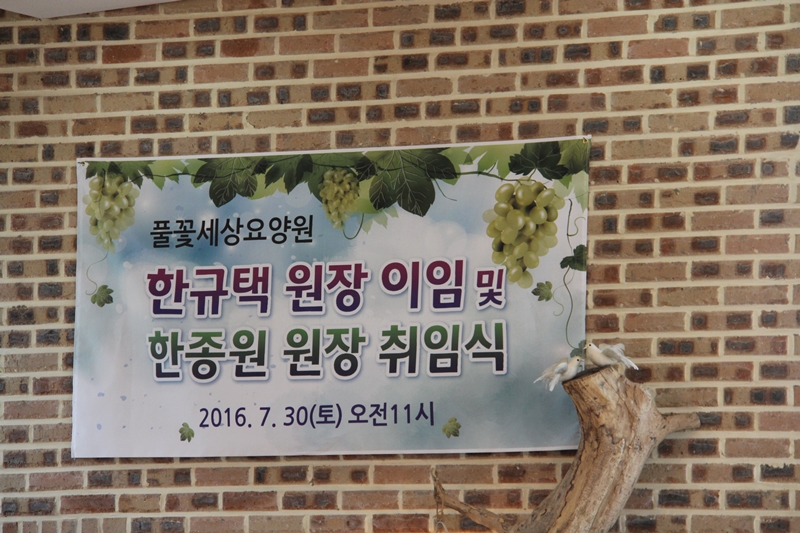 풀꽃세상요양원
한규택 원장 이임 및
한종원 원장 취임식
2016. 7. 30(토) 오전11시